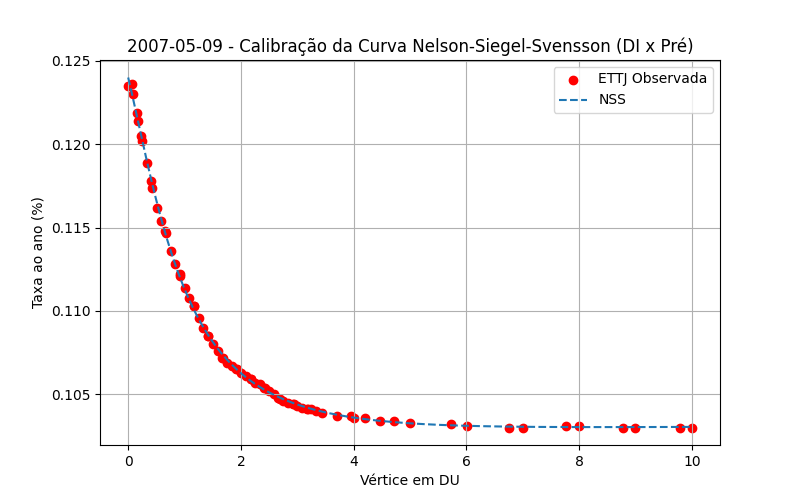 2007-05-09 - Calibração da Curva Nelson-Siegel-Svensson (DI x Pré)
ETTJ Observada
NSS
Taxa ao ano (%)
0.125
0.120
0.115
0.110
0.105
0 2 4 6 8 10
Vértice em DU